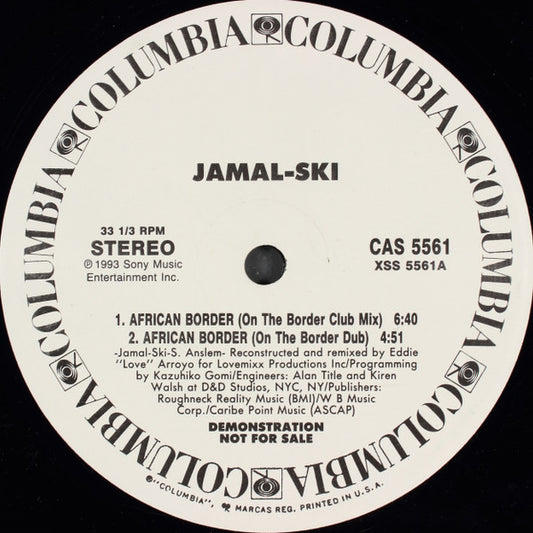 COLUMBIA COLUMBIA COLUMBIA COLUMBIA COLUMBIA COLUMBIA COLUMBIA
JAMAL-SKI
33 1/3 RPM
STEREO
℗ 1993 Sony Music
Entertainment Inc.
CAS 5561
XSS 5561A
1. AFRICAN BORDER (On The Border Club Mix) 6:40
2. AFRICAN BORDER (On The Border Dub) 4:51
-Jamal-Ski-S. Anslem- Reconstructed and remixed by Eddie
"Love" Arroyo for Lovemixx Productions Inc/Programming
by Kazuhiko Gomi/Engineers: Alan Title and Kiren
Walsh at D&D Studios, NYC, NY/Publishers:
Roughneck Reality Music (BMI)/W B Music
Corp./Caribe Point Music (ASCAP)
DEMONSTRATION
NOT FOR SALE
®"COLUMBIA", MARCAS REG. PRINTED IN U.S.A.